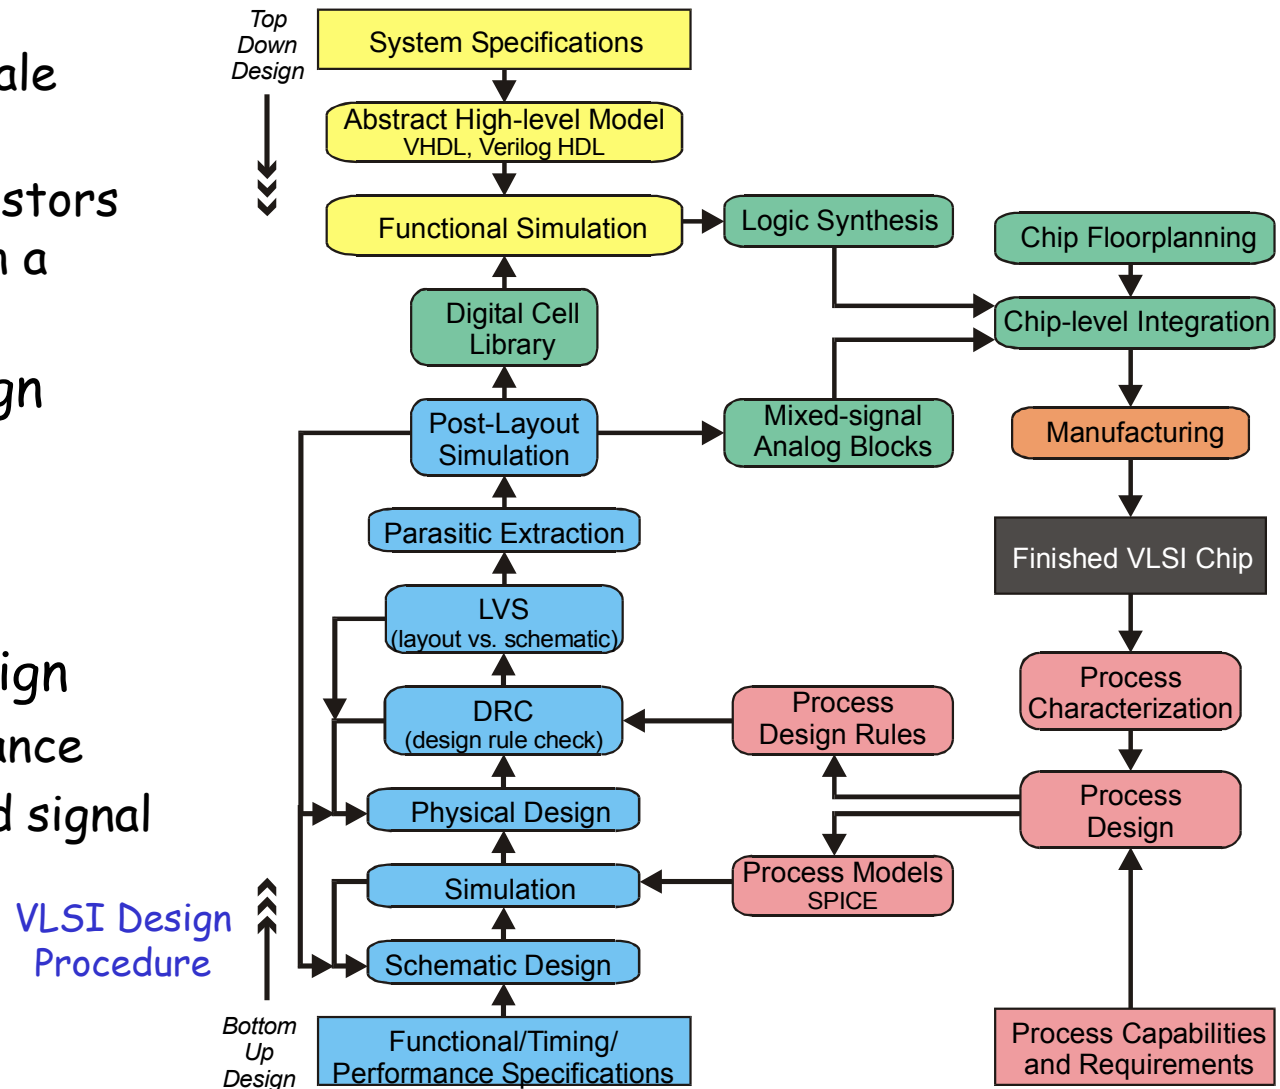 ale
stors
n a
gn
ign
ance
d signal
VLSI Design
Procedure
Top
Down
Design
System Specifications
Abstract High-level Model
VHDL, Verilog HDL
Functional Simulation
Logic Synthesis
Chip Floorplanning
Digital Cell
Library
Chip-level Integration
Post-Layout
Simulation
Mixed-signal
Analog Blocks
Manufacturing
Parasitic Extraction
Finished VLSI Chip
LVS
(layout vs. schematic)
DRC
(design rule check)
Process
Design Rules
Process
Characterization
Physical Design
Process
Design
Simulation
Process Models
SPICE
Schematic Design
Bottom
Up
Design
Functional/Timing/
Performance Specifications
Process Capabilities
and Requirements